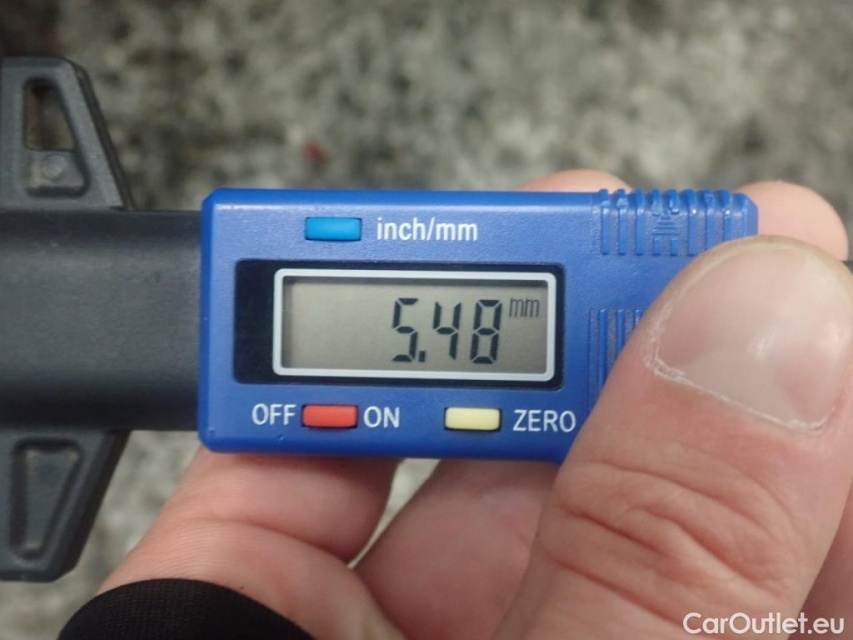 inch/mm
5.48 mm
OFF ON ZERO
CarOutlet.eu